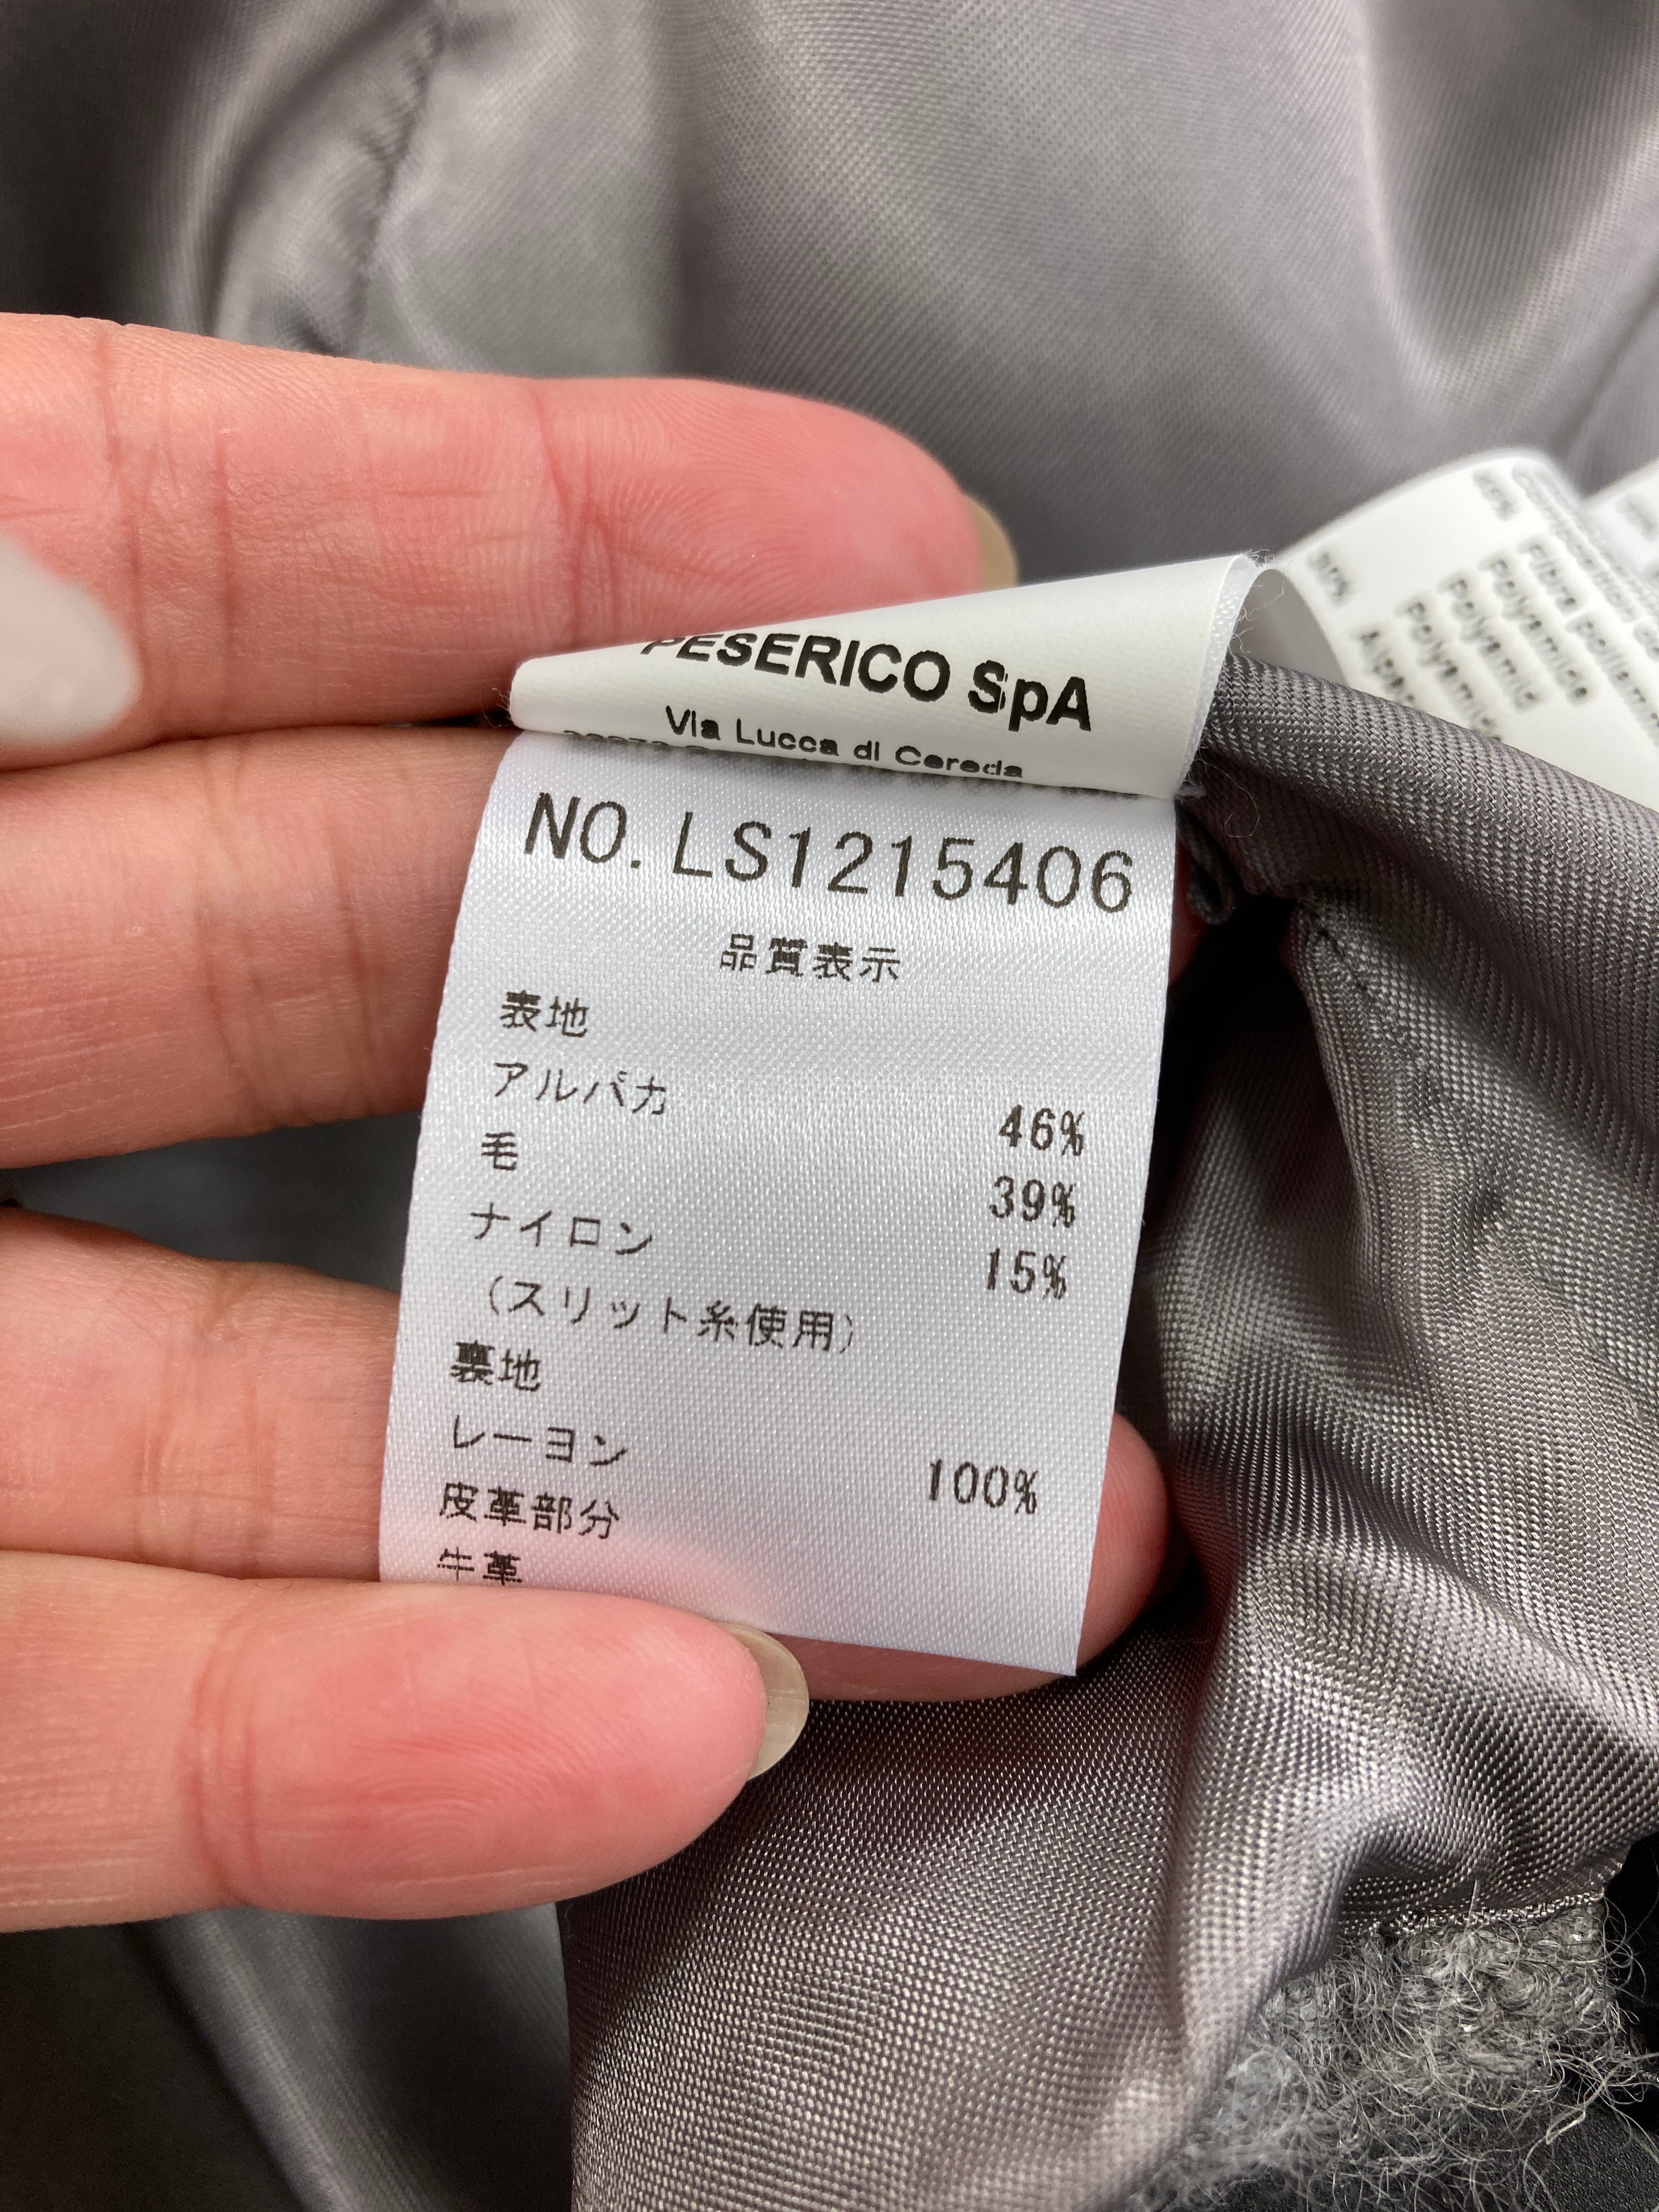 PESERICO SpA
Via Lucca di Cereda
NO. LS1215406
品質表示
表地
アルパカ 46%
毛 39%
ナイロン 15%
(スリット糸使用)
裏地
レーヨン 100%
皮革部分
牛革
Polyamide
Polyamid